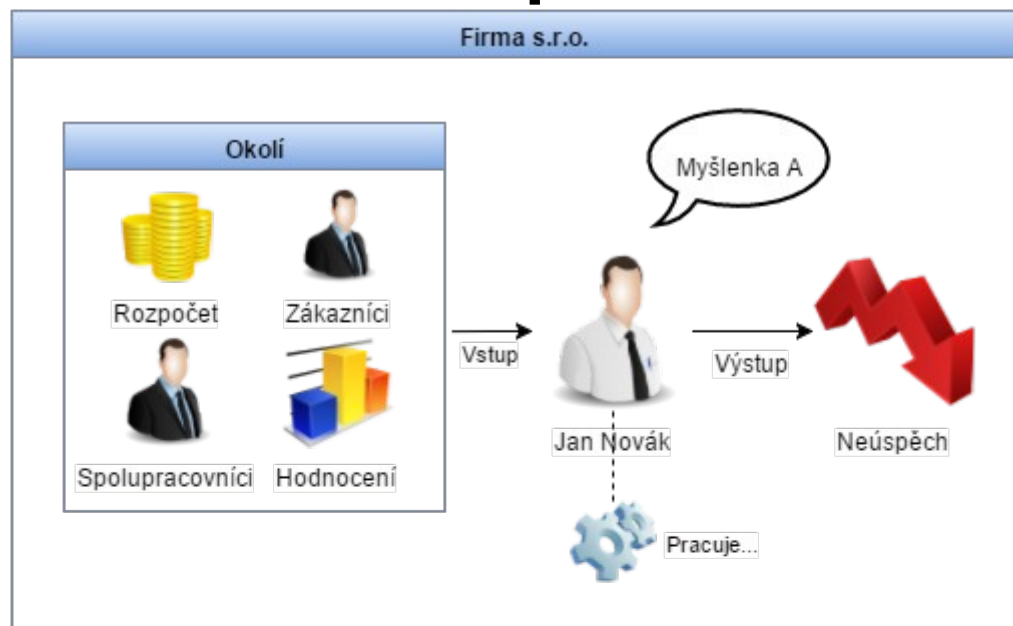 Firma s.r.o.
Okolí
Myšlenka A
Rozpočet
Zákazníci
Vstup
Výstup
Spolupracovníci
Hodnocení
Jan Novák
Neúspěch
Pracuje...